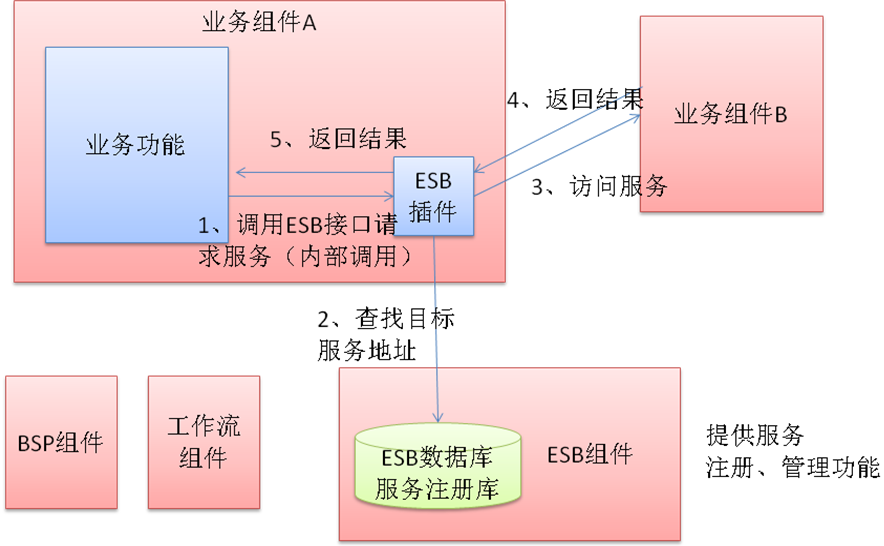 业务组件A
业务功能
5、返回结果
ESB
插件
1、调用ESB接口请
求服务（内部调用）
4、返回结果
3、访问服务
业务组件B
2、查找目标
服务地址
BSP组件
工作流
组件
ESB数据库
服务注册库
ESB组件
提供服务
注册、管理功能